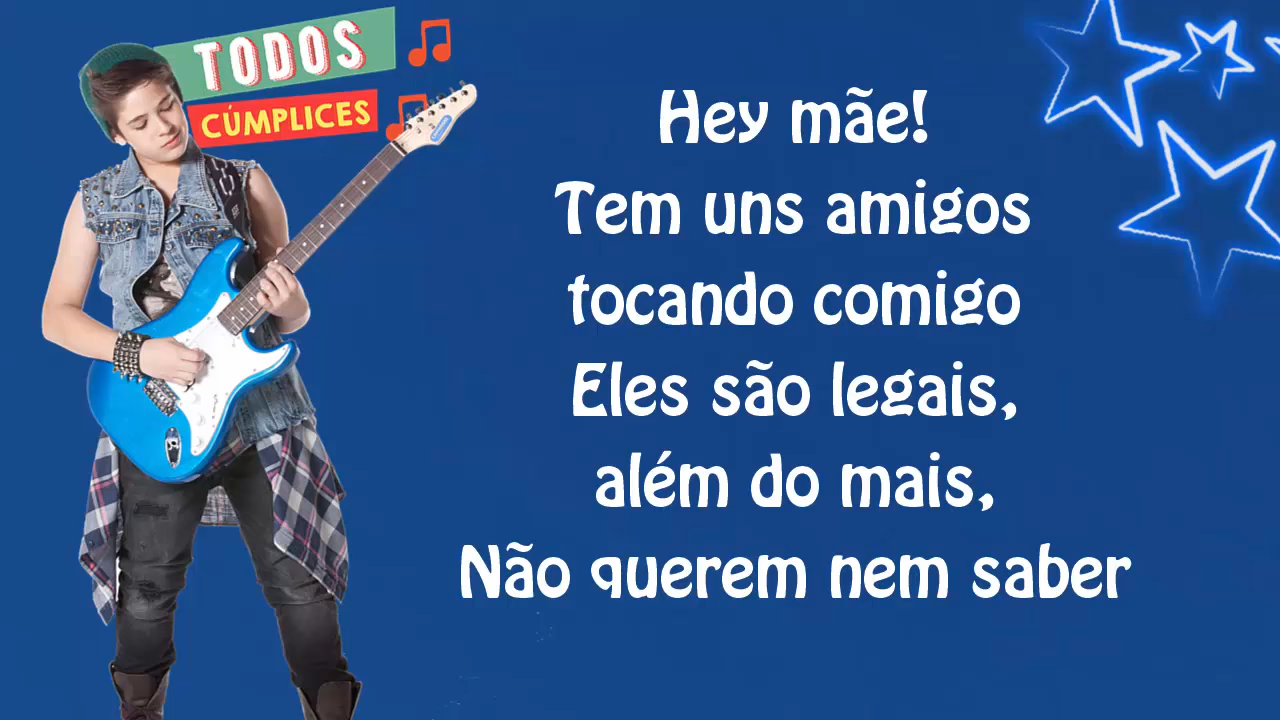 TODOS
CÚMPLICES
Hey mãe!
Tem uns amigos
tocando comigo
Eles são legais,
além do mais,
Não querem nem saber